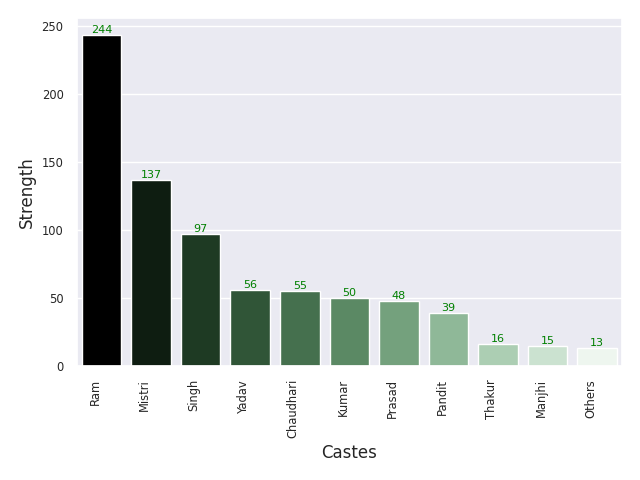 250
200
150
100
50
0
Strength
244
137
97
56
55
50
48
39
16
15
13
Ram
Mistri
Singh
Yadav
Chaudhari
Kumar
Prasad
Pandit
Thakur
Manjhi
Others
Castes